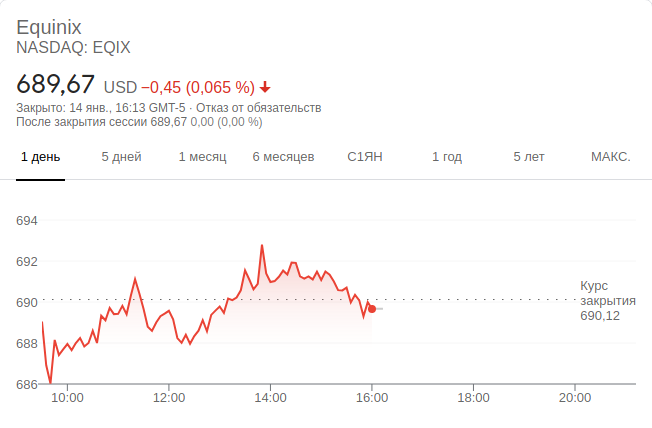 Equinix
NASDAQ: EQIX
689,67 USD −0,45 (0,065 %)
Закрыто: 14 янв., 16:13 GMT-5 · Отказ от обязательств
После закрытия сессии 689,67 0,00 (0,00 %)
1 день 5 дней 1 месяц 6 месяцев С1ЯН 1 год 5 лет МАКС.
694
692
690
688
686
Курс
закрытия
690,12
10:00 12:00 14:00 16:00 18:00 20:00